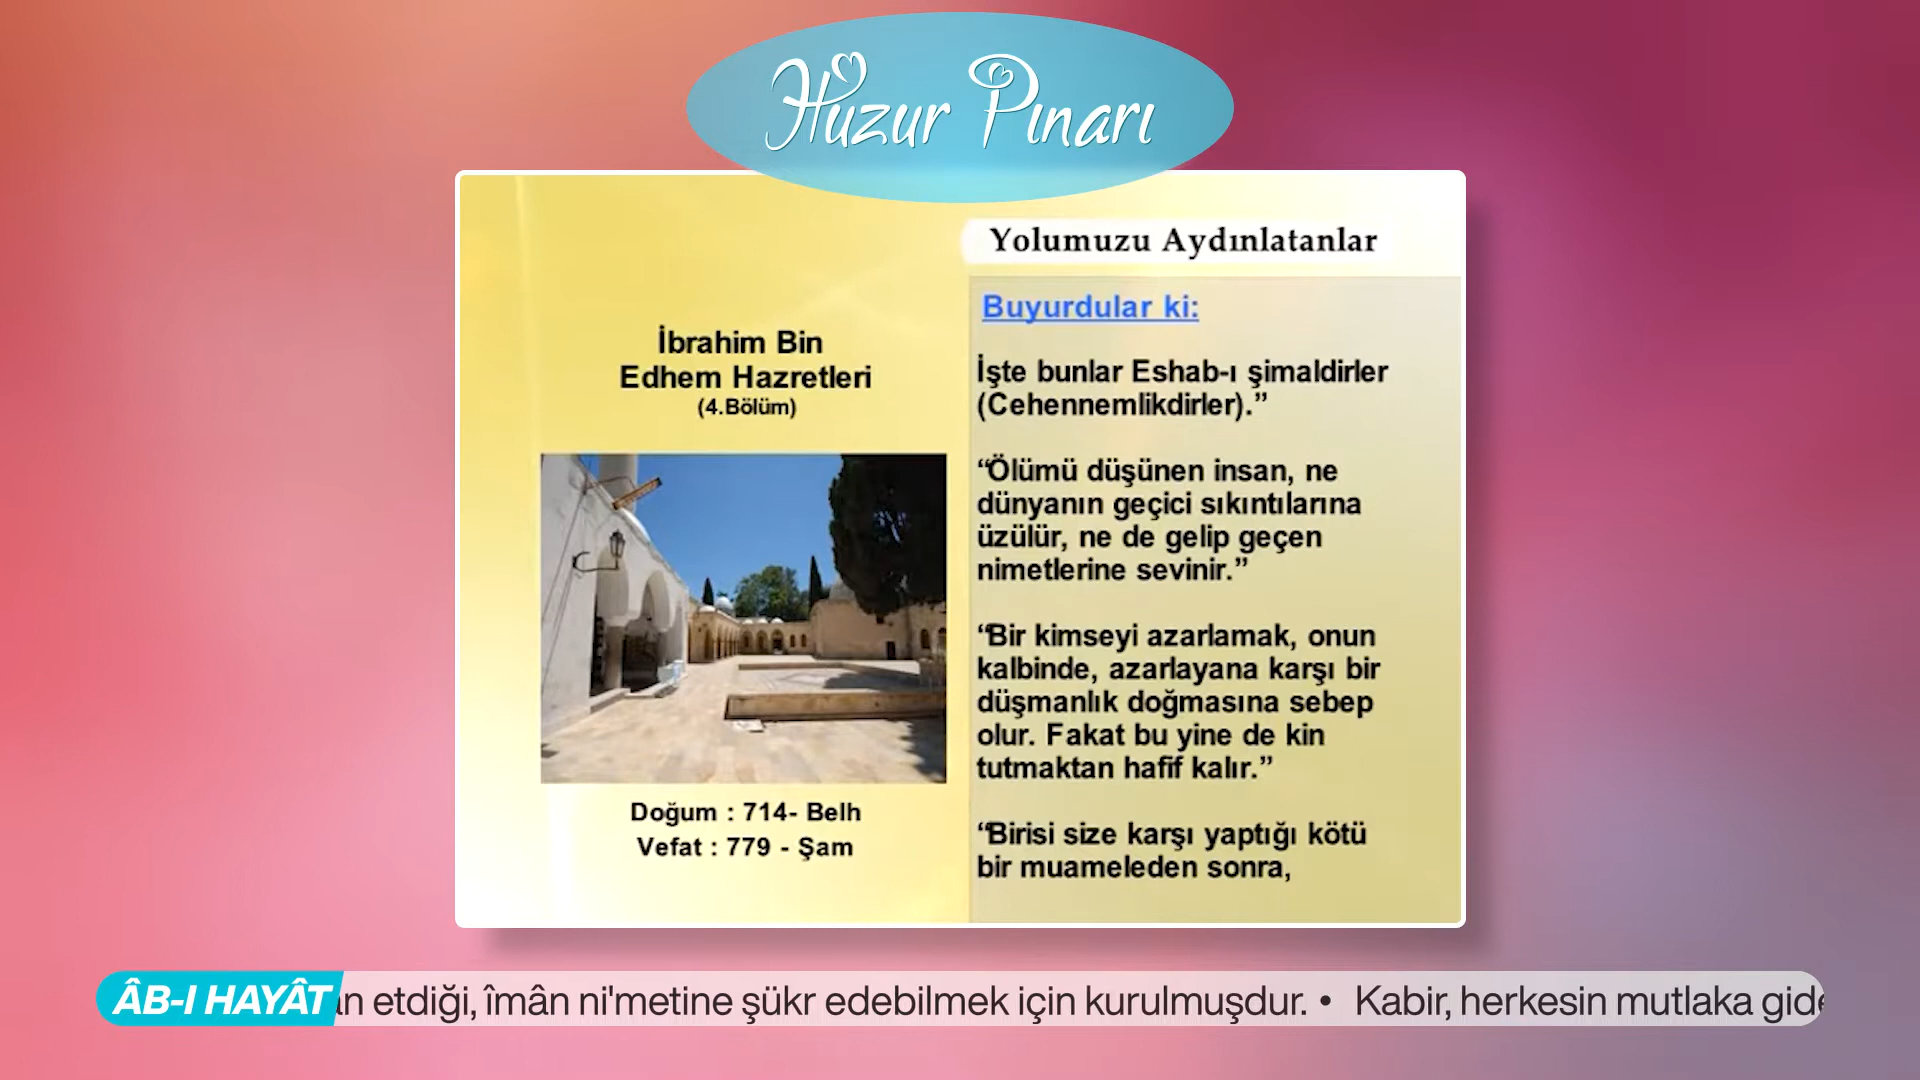 Huzur Pınarı
Yolumuzu Aydınlatanlar
İbrahim Bin
Edhem Hazretleri
(4.Bölüm)
Doğum : 714- Belh
Vefat : 779 - Şam
Buyurdular ki:
İşte bunlar Eshab-ı şimaldirler
(Cehennemlikdirler).”
“Ölümü düşünen insan, ne
dünyanın geçici sıkıntılarına
üzülür, ne de gelip geçen
nimetlerine sevinir.”
“Bir kimseyi azarlamak, onun
kalbinde, azarlayana karşı bir
düşmanlık doğmasına sebep
olur. Fakat bu yine de kin
tutmaktan hafif kalır.”
“Birisi size karşı yaptığı kötü
bir muameleden sonra,
ÂB-I HAYÂT
etdiği, îmân ni'metine şükr edebilmek için kurulmuşdur. • Kabir, herkesin mutlaka